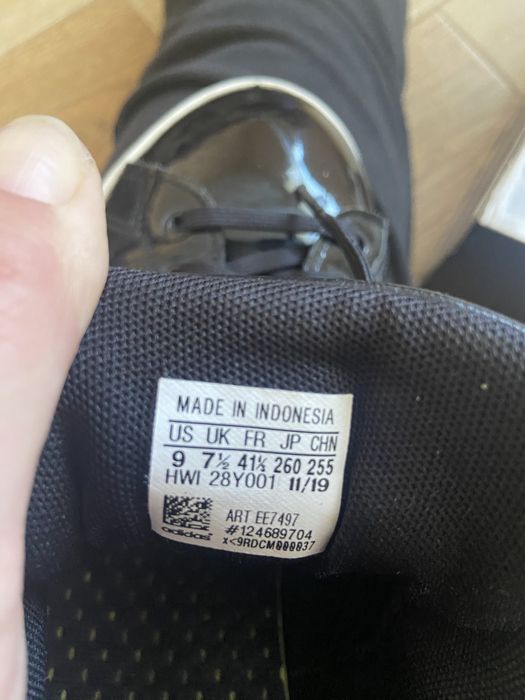 MADE IN INDONESIA
US UK FR JP CHN
9 7½ 41⅓ 260 255
HWI 28Y001 11/19
ART EE7497
adidas #124689704
x<9RDCM000037